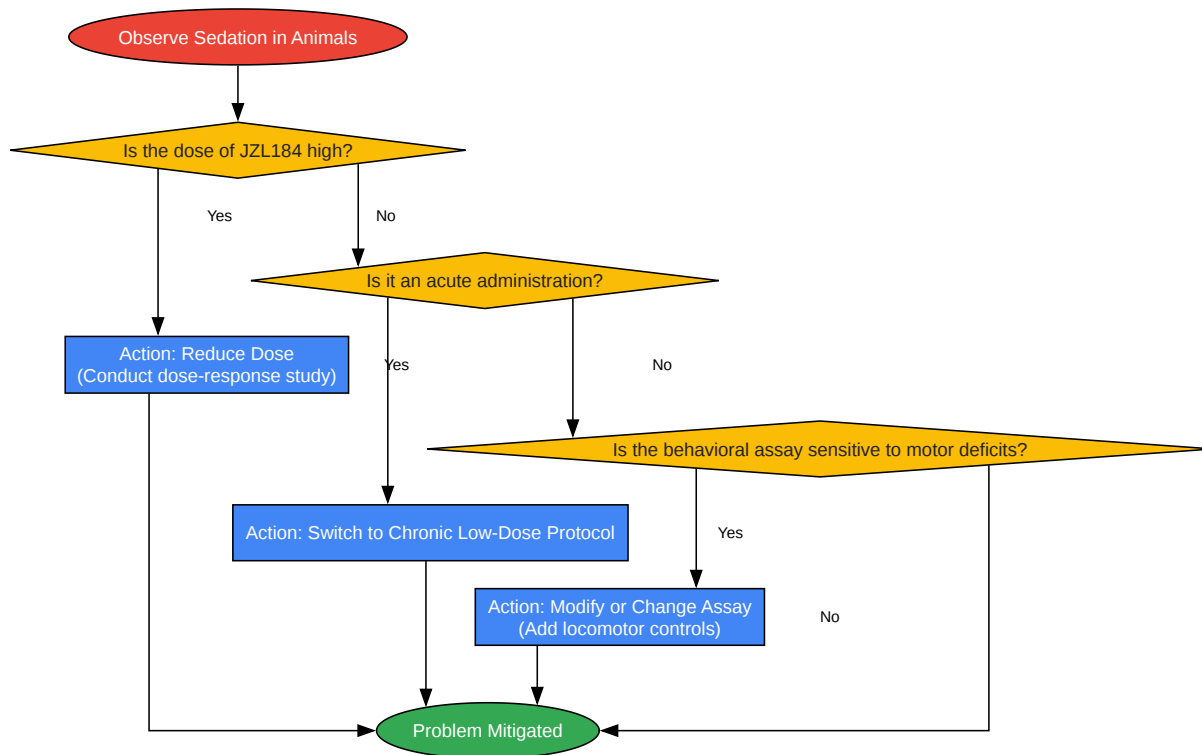 Observe Sedation in Animals
Is the dose of JZL184 high?
Yes
No
Is it an acute administration?
Action: Reduce Dose
(Conduct dose-response study)
Yes
No
Is the behavioral assay sensitive to motor deficits?
Action: Switch to Chronic Low-Dose Protocol
Yes
Action: Modify or Change Assay
(Add locomotor controls)
No
Problem Mitigated